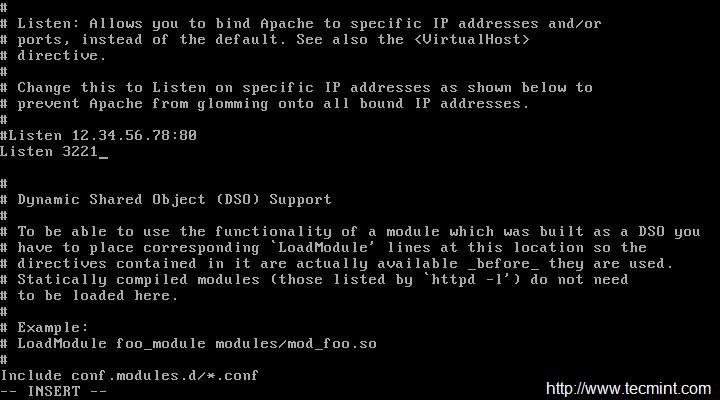 #
# Listen: Allows you to bind Apache to specific IP addresses and/or
# ports, instead of the default. See also the <VirtualHost>
# directive.
#
# Change this to Listen on specific IP addresses as shown below to
# prevent Apache from glomming onto all bound IP addresses.
#
#Listen 12.34.56.78:80
Listen 3221_

#
# Dynamic Shared Object (DSO) Support
#
# To be able to use the functionality of a module which was built as a DSO you
# have to place corresponding `LoadModule' lines at this location so the
# directives contained in it are actually available _before_ they are used.
# Statically compiled modules (those listed by `httpd -l') do not need
# to be loaded here.
#
# Example:
# LoadModule foo_module modules/mod_foo.so
#
Include conf.modules.d/*.conf
-- INSERT --
http://www.tecmint.com